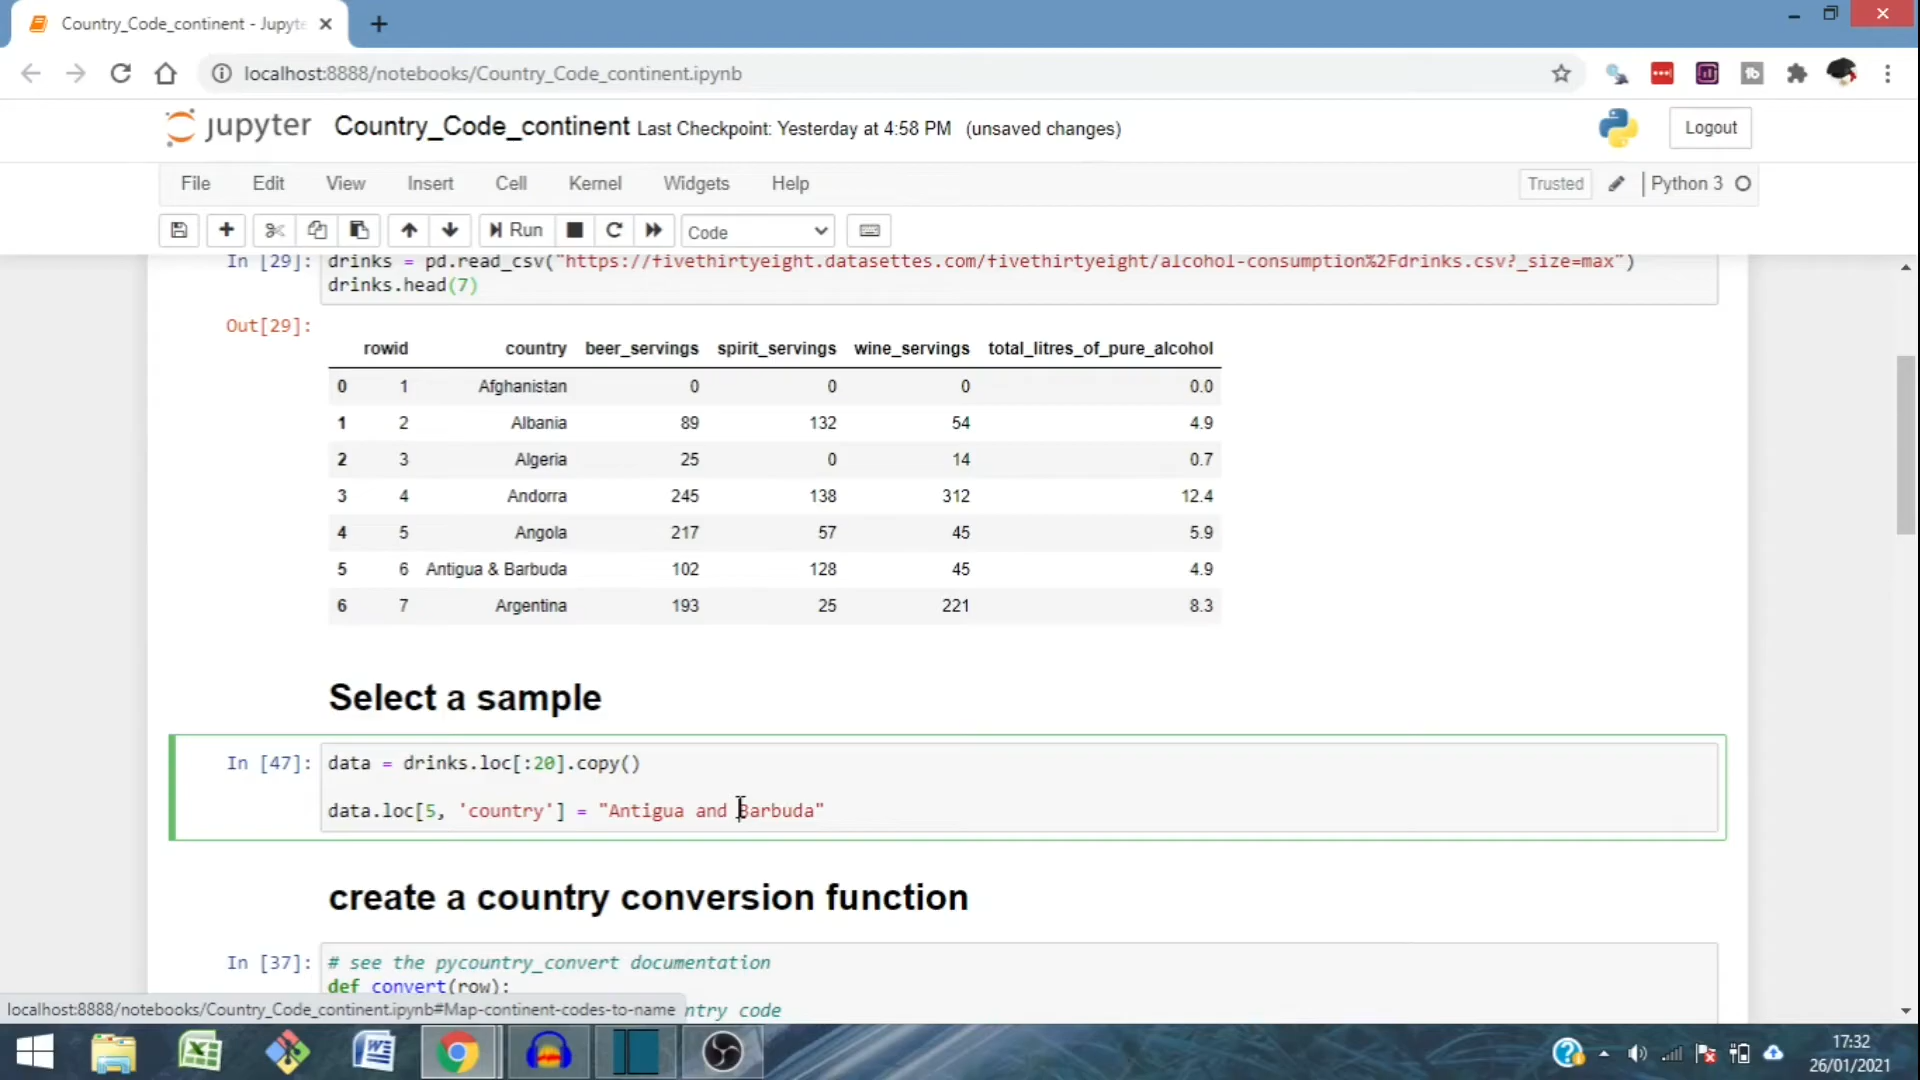 Country_Code_continent - Jupyte
localhost:8888/notebooks/Country_Code_continent.ipynb
jupyter Country_Code_continent Last Checkpoint: Yesterday at 4:58 PM (unsaved changes)
Logout
File Edit View Insert Cell Kernel Widgets Help
Trusted Python 3
Run Code
In [29]: drinks = pd.read_csv("https://fivethirtyeight.datasettes.com/fivethirtyeight/alcohol-consumption%2Fdrinks.csv?_size=max")
drinks.head(7)
Out[29]:
rowid country beer_servings spirit_servings wine_servings total_litres_of_pure_alcohol
0 1 Afghanistan 0 0 0 0.0
1 2 Albania 89 132 54 4.9
2 3 Algeria 25 0 14 0.7
3 4 Andorra 245 138 312 12.4
4 5 Angola 217 57 45 5.9
5 6 Antigua & Barbuda 102 128 45 4.9
6 7 Argentina 193 25 221 8.3
Select a sample
In [47]: data = drinks.loc[:20].copy()
data.loc[5, 'country'] = "Antigua and Barbuda"
create a country conversion function
In [37]: # see the pycountry_convert documentation
def convert(row):
localhost:8888/notebooks/Country_Code_continent.ipynb#Map-continent-codes-to-name ntry code
17:32
26/01/2021